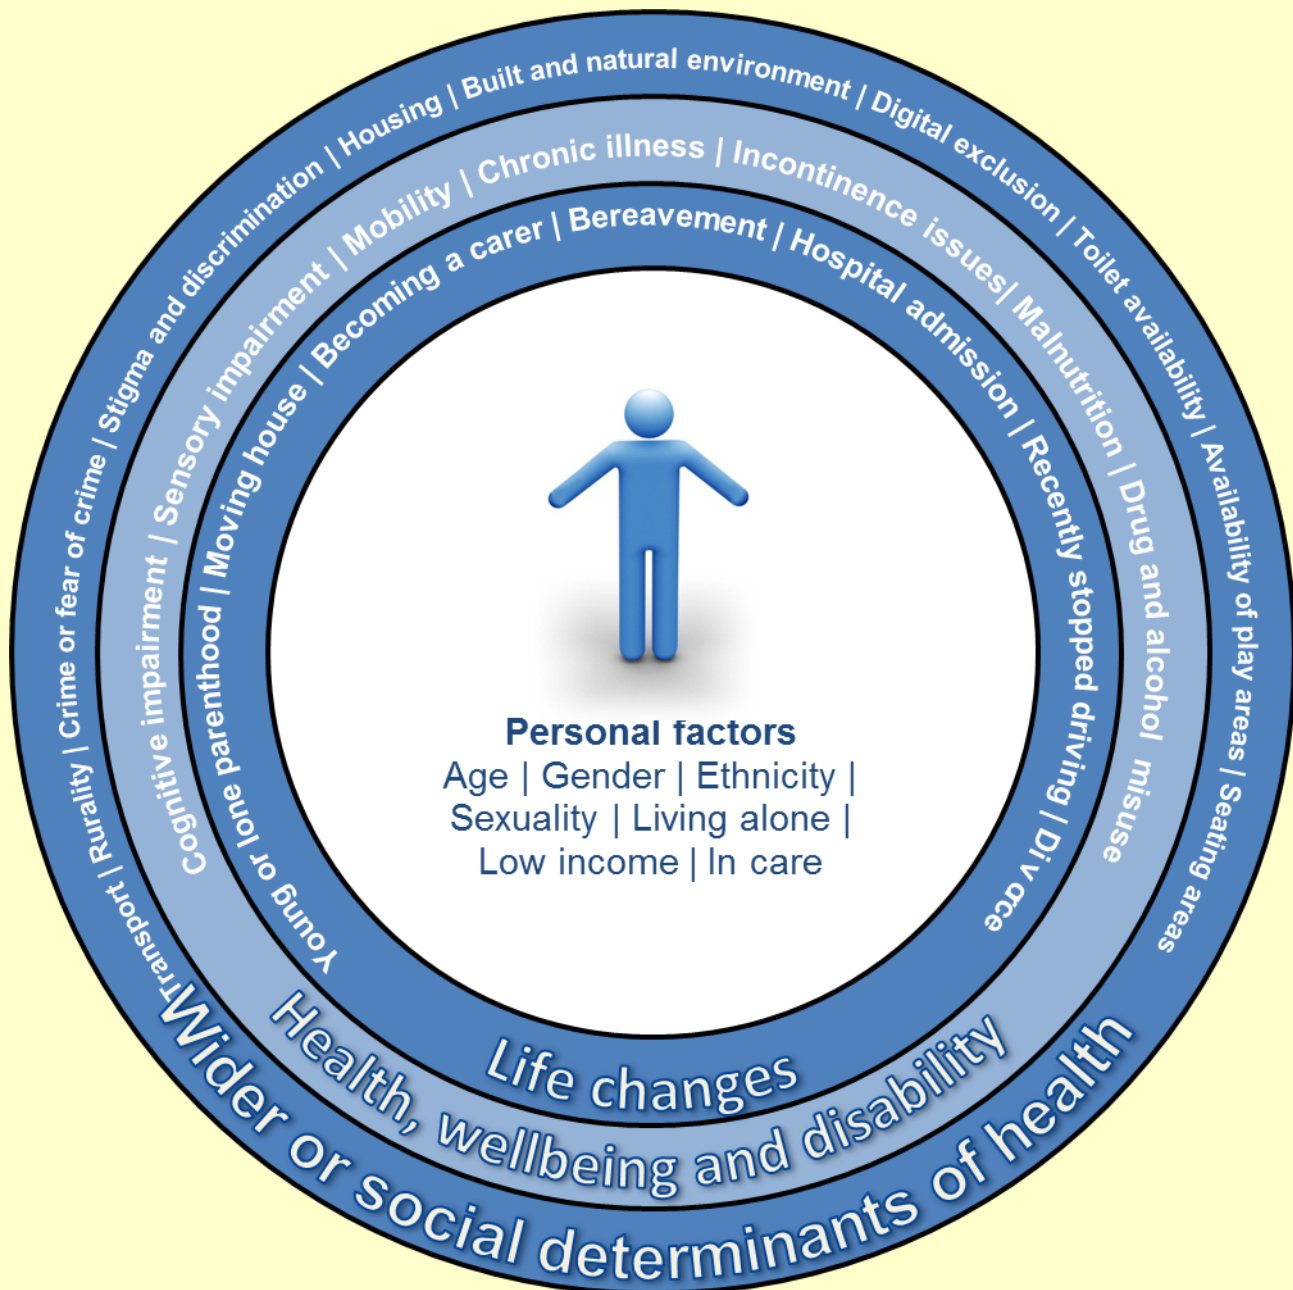 Transport | Rurality | Crime or fear of crime | Stigma and discrimination | Housing | Built and natural environment | Digital exclusion | Toilet availability | Availability of play areas | Seating areas
Cognitive impairment | Sensory impairment | Mobility | Chronic illness | Incontinence issues| Malnutrition | Drug and alcohol misuse
Young or lone parenthood | Moving house | Becoming a carer | Bereavement | Hospital admission | Recently stopped driving | Divorce
Personal factors
Age | Gender | Ethnicity |
Sexuality | Living alone |
Low income | In care
Life changes
Health, wellbeing and disability
Wider or social determinants of health